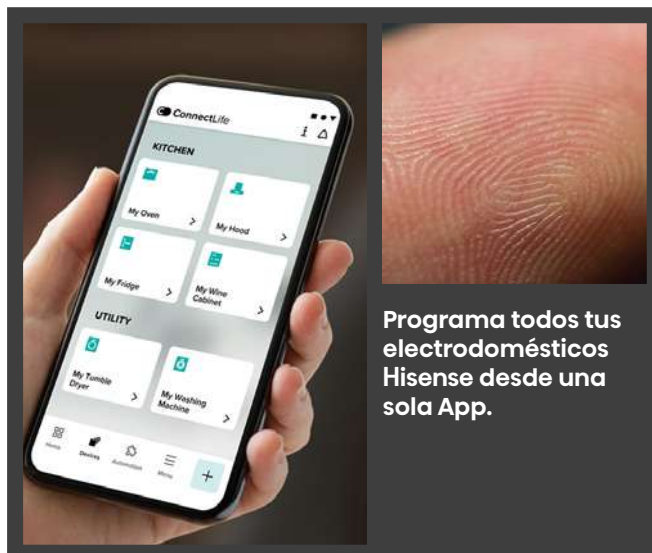 ConnectLife
KITCHEN
My Oven
My Hood
My Fridge
My Wine
Cabinet
UTILITY
My Tumble
Dryer
My Washing
Machine
Home
Devices
Automation
Menu
Programa todos tus
electrodomésticos
Hisense desde una
sola App.